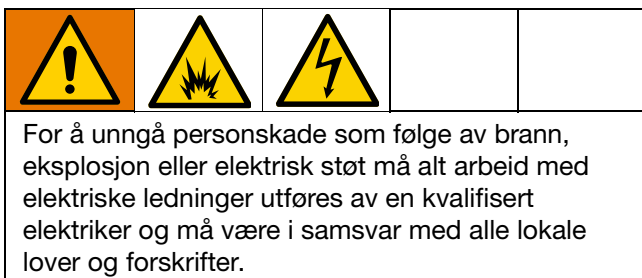 For å unngå personskade som følge av brann,
eksplosjon eller elektrisk støt må alt arbeid med
elektriske ledninger utføres av en kvalifisert
elektriker og må være i samsvar med alle lokale
lover og forskrifter.